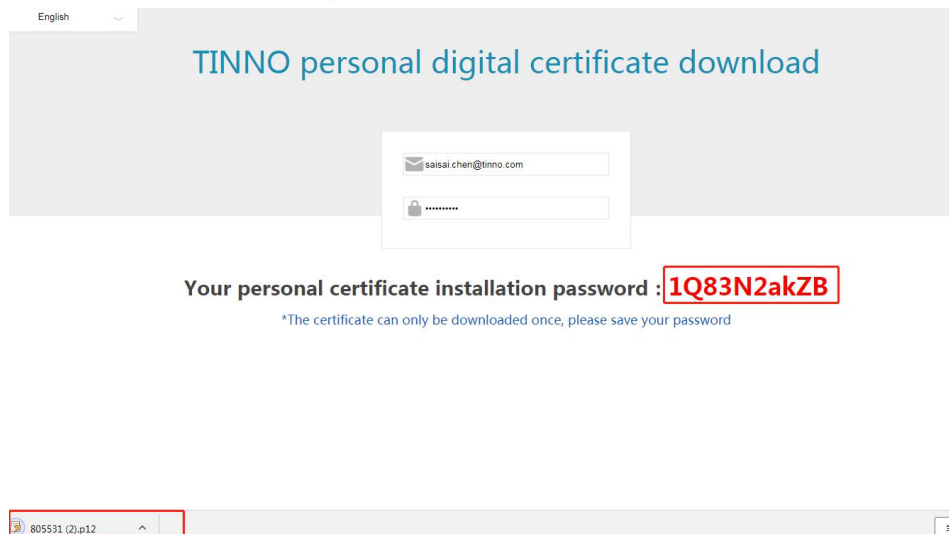 English
TINNO personal digital certificate download
saisai.chen@tinno.com
••••••••••
Your personal certificate installation password : 1Q83N2akZB
*The certificate can only be downloaded once, please save your password
805531 (2).p12